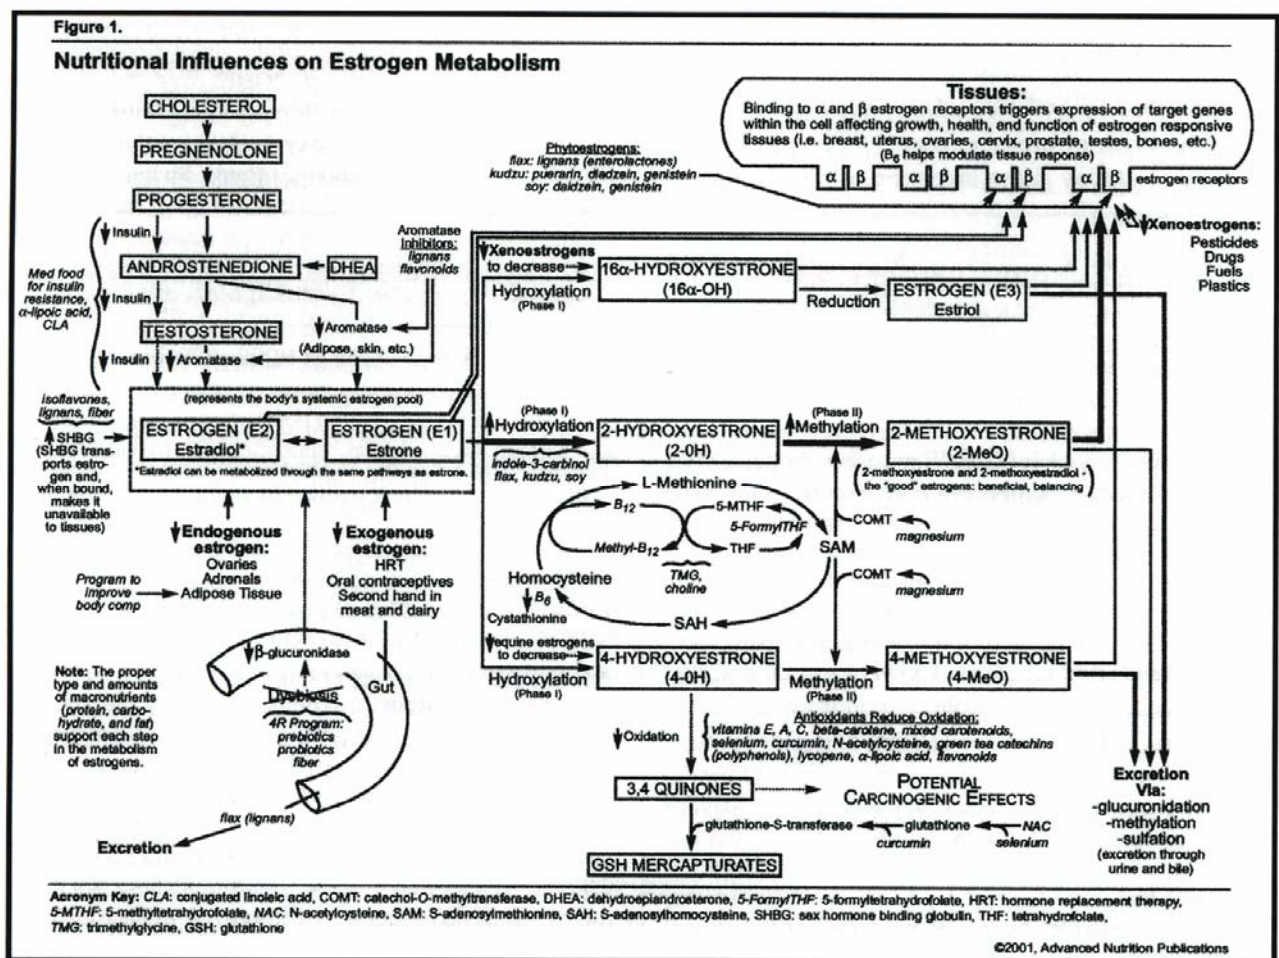 Figure 1.
Nutritional Influences on Estrogen Metabolism
CHOLESTEROL
PREGNENOLONE
PROGESTERONE
Insulin
ANDROSTENEDIONE
DHEA
Med food
for insulin
resistance,
α-lipoic acid,
CLA
Insulin
TESTOSTERONE
Insulin
Aromatase
Aromatase
Inhibitors:
lignans
flavonoids
Aromatase
(Adipose, skin, etc.)
Phytoestrogens:
flax: lignans (enterolactones)
kudzu: puerarin, diadzein, genistein
soy: daidzein, genistein
Tissues:
Binding to α and β estrogen receptors triggers expression of target genes
within the cell affecting growth, health, and function of estrogen responsive
tissues (i.e. breast, uterus, ovaries, cervix, prostate, testes, bones, etc.)
(B6 helps modulate tissue response)
α β α β α β α β estrogen receptors
Xenoestrogens:
Pesticides
Drugs
Fuels
Plastics
Xenoestrogens
to decrease
Hydroxylation
(Phase I)
16α-HYDROXYESTRONE
(16α-OH)
Reduction
ESTROGEN (E3)
Estriol
isoflavones,
lignans, fiber
SHBG
(SHBG trans-
ports estro-
gen and,
when bound,
makes it
unavailable
to tissues)
(represents the body's systemic estrogen pool)
ESTROGEN (E2)
Estradiol*
ESTROGEN (E1)
Estrone
*Estradiol can be metabolized through the same pathways as estrone.
(Phase I)
Hydroxylation
indole-3-carbinol
flax, kudzu, soy
2-HYDROXYESTRONE
(2-0H)
(Phase II)
Methylation
2-METHOXYESTRONE
(2-MeO)
(2-methoxyestrone and 2-methoxyestradiol -
the "good" estrogens: beneficial, balancing)
L-Methionine
B12
5-MTHF
5-FormylTHF
Methyl-B12
THF
SAM
COMT
magnesium
Homocysteine
TMG,
choline
B6
Cystathionine
SAH
COMT
magnesium
Endogenous
estrogen:
Ovaries
Adrenals
Adipose Tissue
Program to
improve
body comp
Exogenous
estrogen:
HRT
Oral contraceptives
Second hand in
meat and dairy
β-glucuronidase
Dysbiosis
Gut
4R Program:
prebiotics
probiotics
fiber
Note: The proper
type and amounts
of macronutrients
(protein, carbo-
hydrate, and fat)
support each step
in the metabolism
of estrogens.
flax (lignans)
Excretion
equine estrogens
to decrease
Hydroxylation
(Phase I)
4-HYDROXYESTRONE
(4-0H)
Methylation
(Phase II)
4-METHOXYESTRONE
(4-MeO)
Oxidation
Antioxidants Reduce Oxidation:
vitamins E, A, C, beta-carotene, mixed carotenoids,
selenium, curcumin, N-acetylcysteine, green tea catechins
(polyphenols), lycopene, α-lipoic acid, flavonoids
3,4 QUINONES
POTENTIAL
CARCINOGENIC EFFECTS
glutathione-S-transferase
glutathione
NAC
curcumin
selenium
GSH MERCAPTURATES
Excretion
Via:
-glucuronidation
-methylation
-sulfation
(excretion through
urine and bile)
Acronym Key: CLA: conjugated linoleic acid, COMT: catechol-O-methyltransferase, DHEA: dehydroepiandrosterone, 5-FormylTHF: 5-formyltetrahydrofolate, HRT: hormone replacement therapy,
5-MTHF: 5-methyltetrahydrofolate, NAC: N-acetylcysteine, SAM: S-adenosylmethionine, SAH: S-adenosylhomocysteine, SHBG: sex hormone binding globulin, THF: tetrahydrofolate,
TMG: trimethylglycine, GSH: glutathione
©2001, Advanced Nutrition Publications